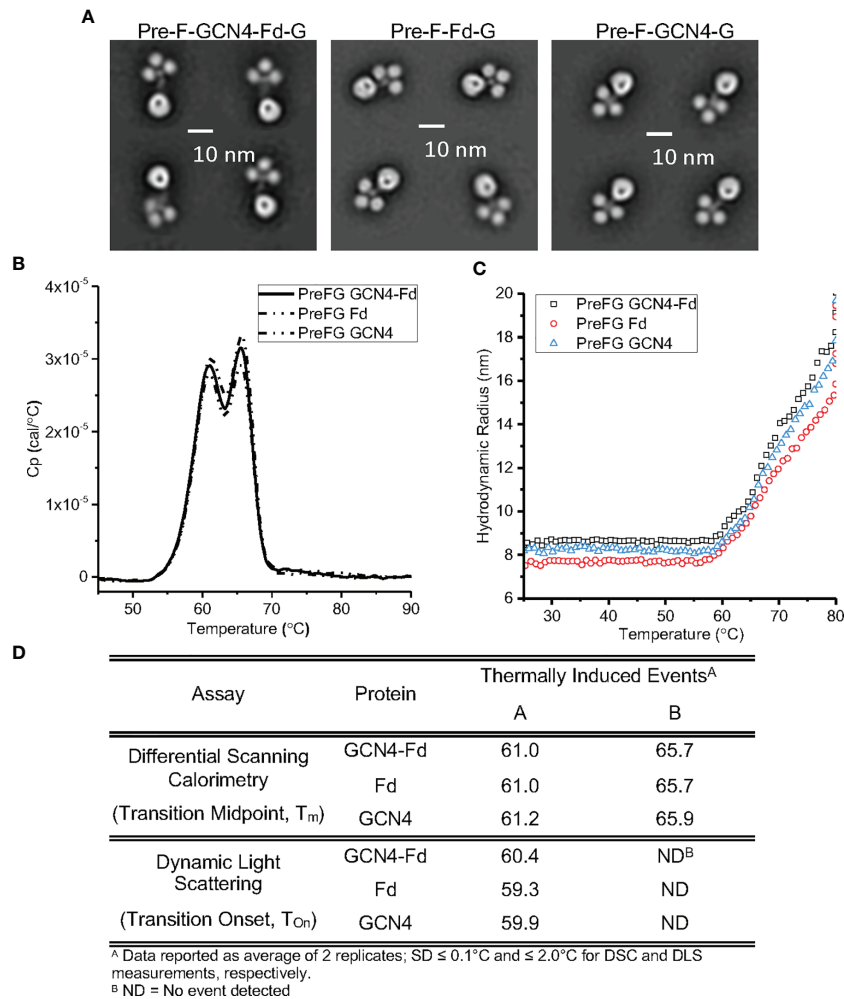 A
Pre-F-GCN4-Fd-G
Pre-F-Fd-G
Pre-F-GCN4-G
10 nm
10 nm
10 nm
B
Cp (cal/°C)
4x10⁻⁵
3x10⁻⁵
2x10⁻⁵
1x10⁻⁵
0
50 60 70 80 90
Temperature (°C)
PreFG GCN4-Fd
PreFG Fd
PreFG GCN4
C
Hydrodynamic Radius (nm)
20
18
16
14
12
10
8
6
30 40 50 60 70 80
Temperature (°C)
PreFG GCN4-Fd
PreFG Fd
PreFG GCN4
D
Assay Protein Thermally Induced Eventsᴬ
A B
Differential Scanning Calorimetry (Transition Midpoint, Tₘ)
GCN4-Fd 61.0 65.7
Fd 61.0 65.7
GCN4 61.2 65.9
Dynamic Light Scattering (Transition Onset, T_On)
GCN4-Fd 60.4 NDᴮ
Fd 59.3 ND
GCN4 59.9 ND
ᴬ Data reported as average of 2 replicates; SD ≤ 0.1°C and ≤ 2.0°C for DSC and DLS
measurements, respectively.
ᴮ ND = No event detected